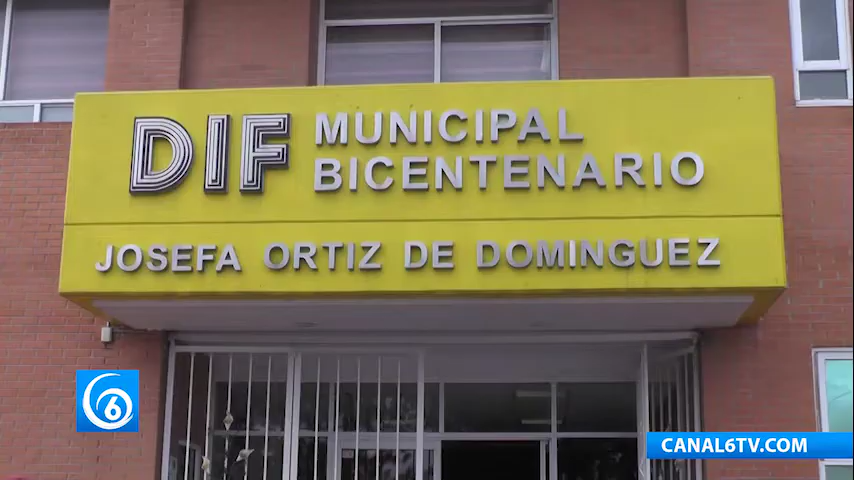 DIF MUNICIPAL
BICENTENARIO
JOSEFA ORTIZ DE DOMINGUEZ
6
CANAL6TV.COM